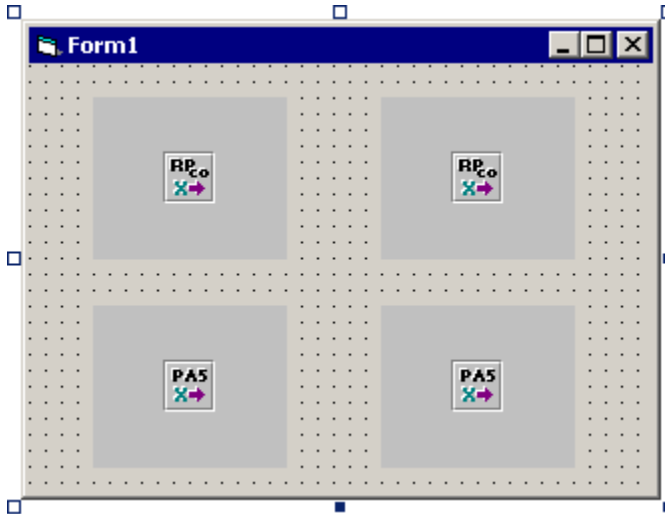 Form1
RPco RPco
X→ X→
PA5 PA5
X→ X→